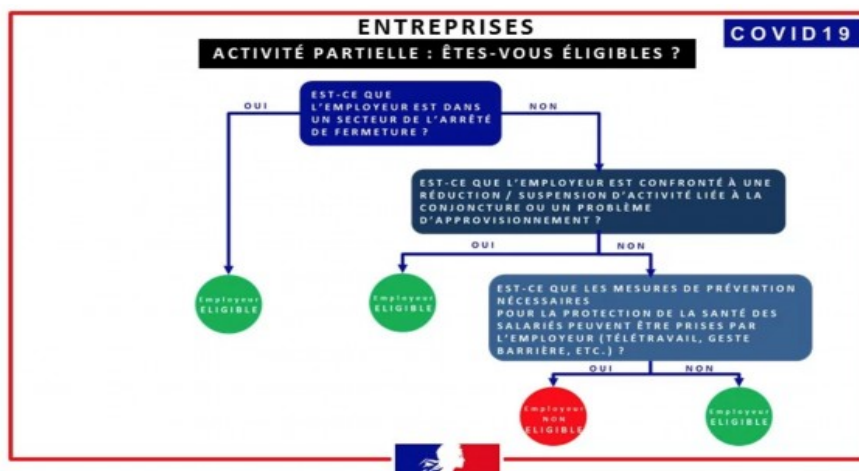 ENTREPRISES
COVID19
ACTIVITÉ PARTIELLE : ÊTES-VOUS ÉLIGIBLES ?
EST-CE QUE
L'EMPLOYEUR EST DANS
UN SECTEUR DE L'ARRÊTÉ
DE FERMETURE ?
OUI
NON
EST-CE QUE L'EMPLOYEUR EST CONFRONTÉ À UNE
RÉDUCTION / SUSPENSION D'ACTIVITÉ LIÉE À LA
CONJONCTURE OU UN PROBLÈME
D'APPROVISIONNEMENT ?
OUI
NON
Employeur
ELIGIBLE
Employeur
ELIGIBLE
EST-CE QUE LES MESURES DE PRÉVENTION
NÉCESSAIRES
POUR LA PROTECTION DE LA SANTÉ DES
SALARIÉS PEUVENT ÊTRE PRISES PAR
L'EMPLOYEUR (TÉLÉTRAVAIL, GESTE
BARRIÈRE, ETC.) ?
OUI
NON
Employeur
NON
ELIGIBLE
Employeur
ELIGIBLE